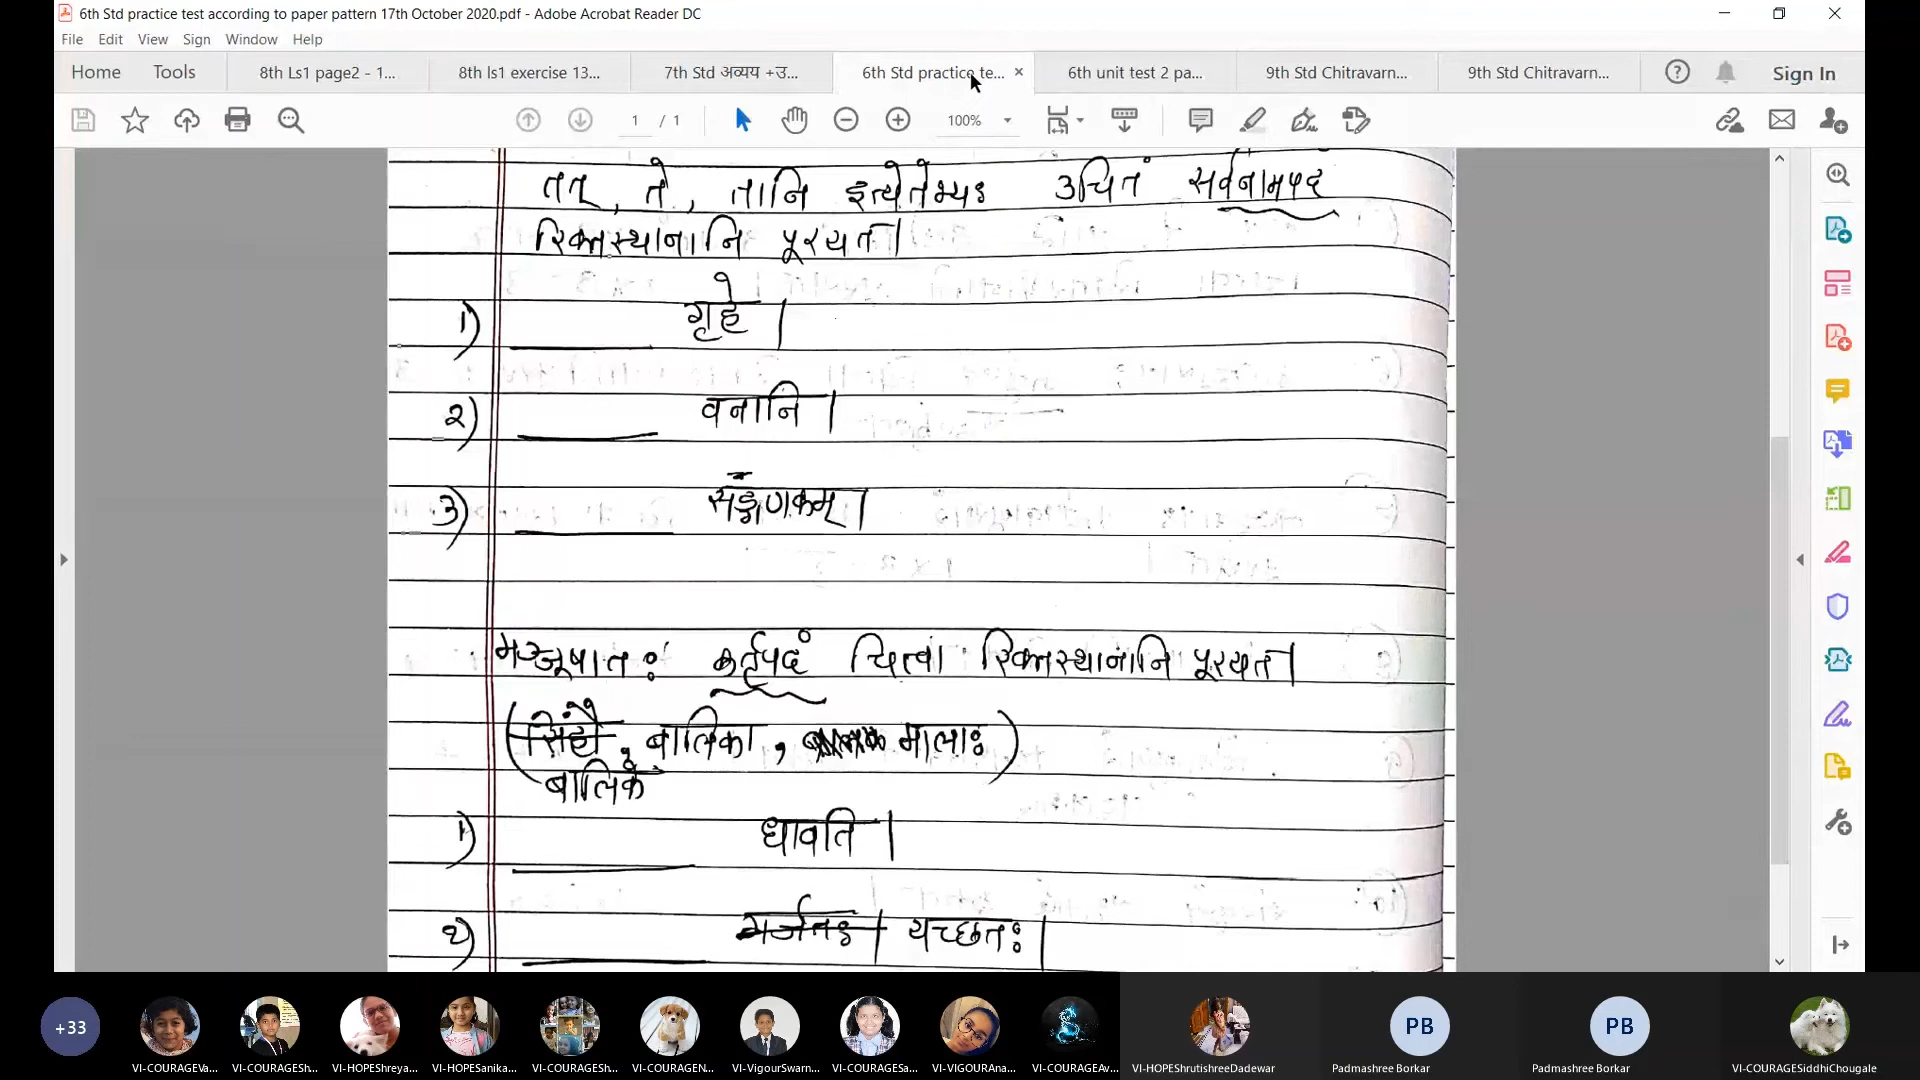 6th Std practice test according to paper pattern 17th October 2020.pdf - Adobe Acrobat Reader DC
File Edit View Sign Window Help
Home Tools 8th Ls1 page2 - 1... 8th ls1 exercise 13... 7th Std अव्यय +उ... 6th Std practice te... × 6th unit test 2 pa... 9th Std Chitravarn... 9th Std Chitravarn... Sign In
1 / 1 100%
तत्, ते, तानि इत्येतेभ्यः उचितं सर्वनामपदं
रिक्तस्थानानि पूरयत।
१) गृहे।
२) वनानि।
३) सङ्गणकम्।
मञ्जूषातः कर्तृपदं चित्वा रिक्तस्थानानि पूरयत।
(सिंहौ, बालिका, मालाः)
बालिके
१) धावति।
२) गर्जतः। यच्छतः।
+33 VI-COURAGEVa... VI-COURAGESh... VI-HOPEShreya... VI-HOPESanika... VI-COURAGESh... VI-COURAGEN... VI-VigourSwarn... VI-COURAGESa... VI-VIGOURAna... VI-COURAGEAv... VI-HOPEShrutishreeDadewar PB Padmashree Borkar PB Padmashree Borkar VI-COURAGESiddhiChougale